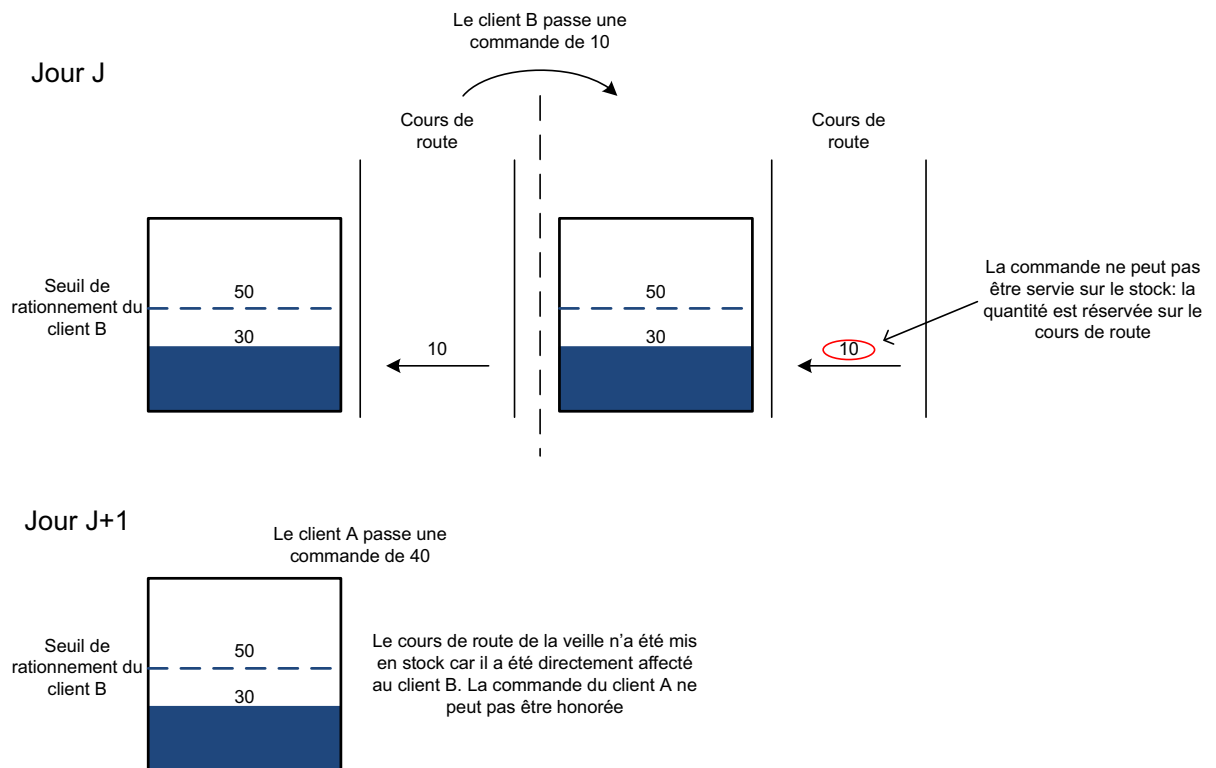 Le client B passe une
commande de 10
Jour J
Cours de
route
Cours de
route
Seuil de
rationnement du
client B
50
30
10
50
30
10
La commande ne peut pas
être servie sur le stock: la
quantité est réservée sur le
cours de route
Jour J+1
Le client A passe une
commande de 40
Seuil de
rationnement du
client B
50
30
Le cours de route de la veille n’a été mis
en stock car il a été directement affecté
au client B. La commande du client A ne
peut pas être honorée